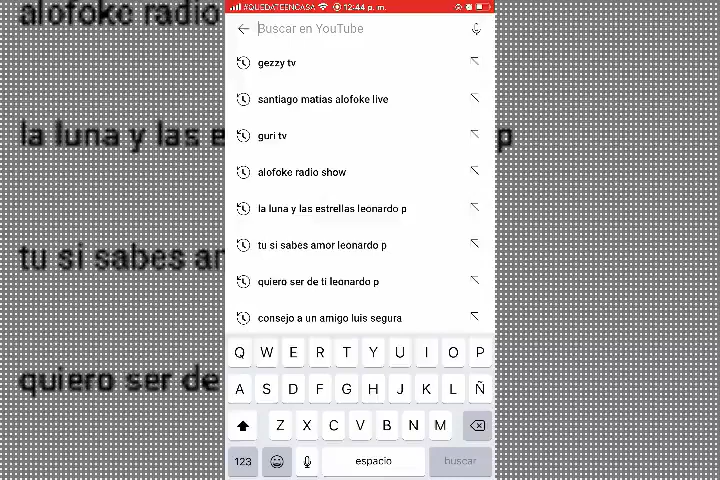 #QUEDATEENCASA 12:44 p. m.
Buscar en YouTube
gezzy tv
santiago matias alofoke live
guri tv
alofoke radio show
la luna y las estrellas leonardo p
tu si sabes amor leonardo p
quiero ser de ti leonardo p
consejo a un amigo luis segura
Q W E R T Y U I O P
A S D F G H J K L Ñ
Z X C V B N M
123 espacio buscar
alofoke radio
la luna y las e p
tu si sabes ar
quiero ser de